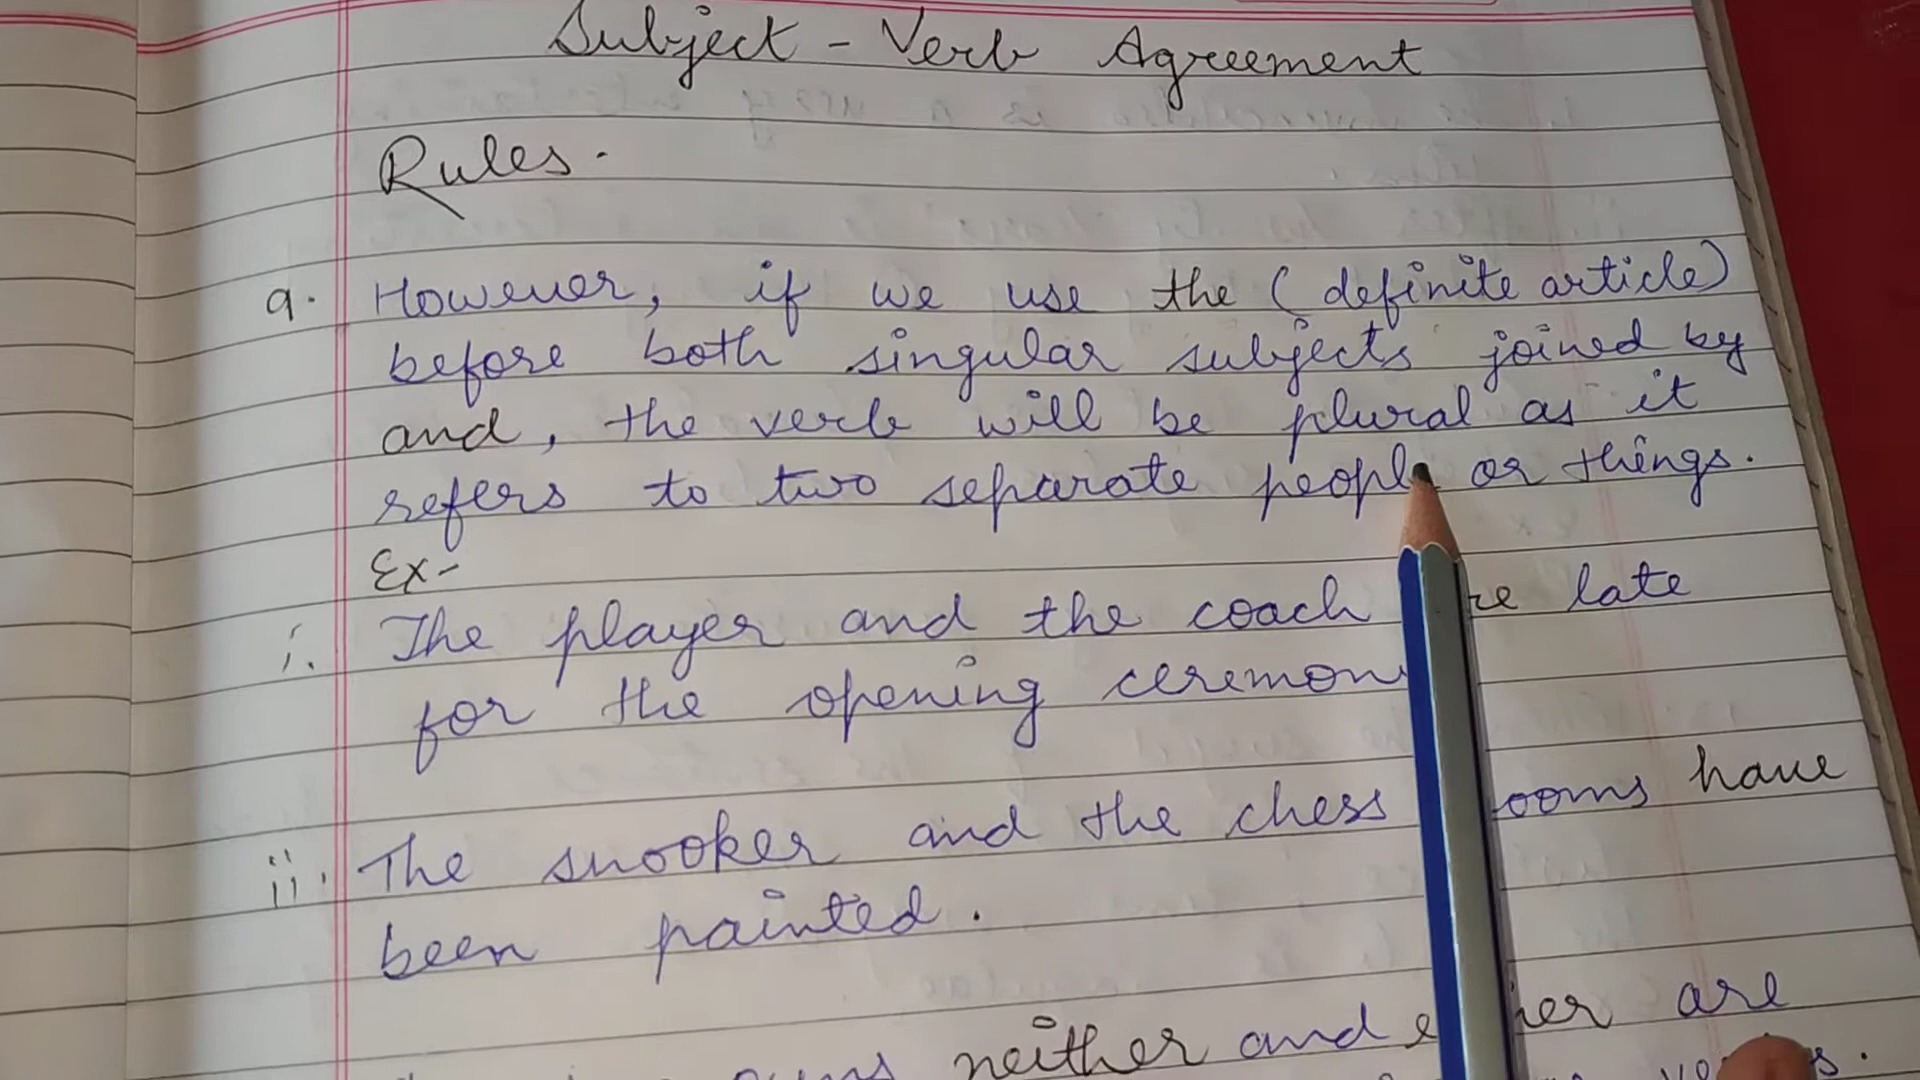 Subject - Verb Agreement
Rules.
9. However, if we use the (definite article)
before both singular subjects joined by
and, the verb will be plural as it
refers to two separate people or things.
Ex-
i. The player and the coach late
for the opening
ii. The snooker and the chess have
been painted.
neither and are